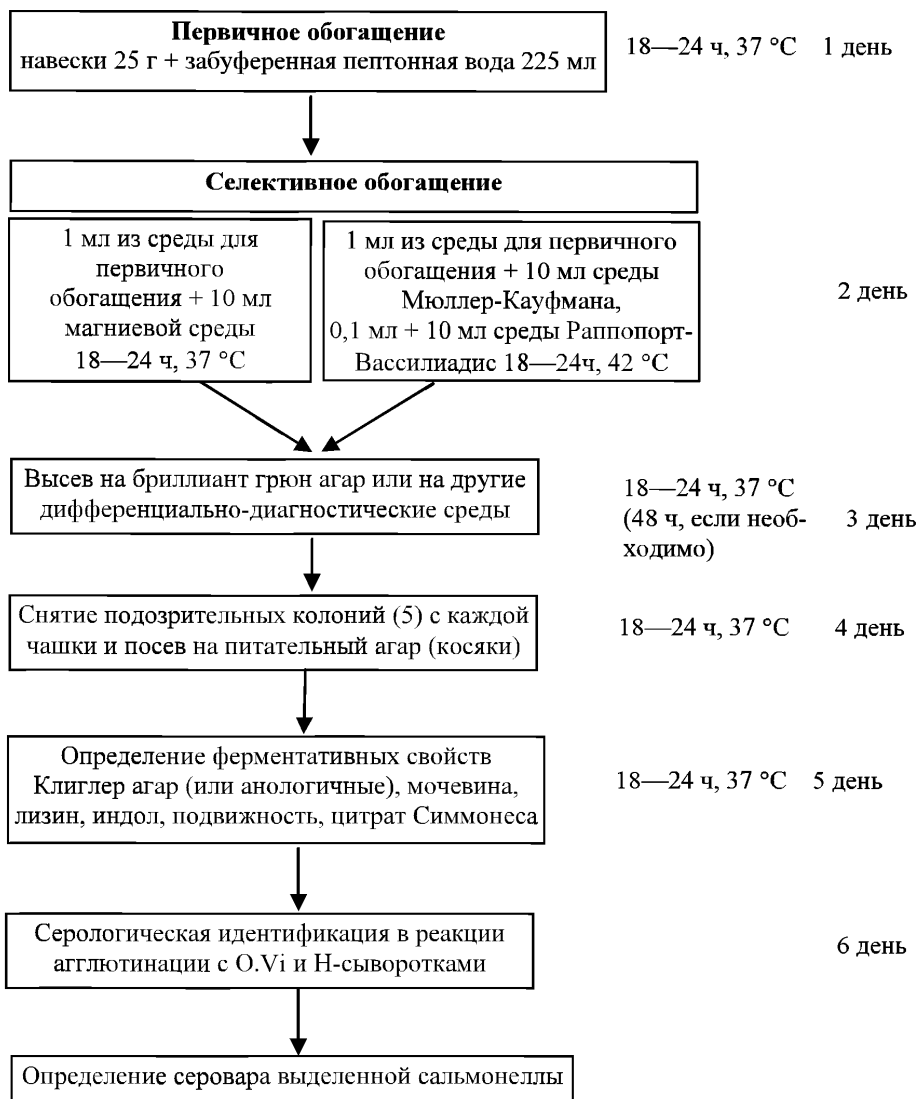 Первичное обогащение
навески 25 г + забуференная пептонная вода 225 мл
18—24 ч, 37 °С 1 день
Селективное обогащение
1 мл из среды для
первичного
обогащения + 10 мл
магниевой среды
18—24 ч, 37 °С
1 мл из среды для первичного
обогащения + 10 мл среды
Мюллер-Кауфмана,
0,1 мл + 10 мл среды Раппопорт-
Вассилиадис 18—24ч, 42 °С
2 день
Высев на бриллиант грюн агар или на другие
дифференциально-диагностические среды
18—24 ч, 37 °С
(48 ч, если необ-
ходимо)
3 день
Снятие подозрительных колоний (5) с каждой
чашки и посев на питательный агар (косяки)
18—24 ч, 37 °С 4 день
Определение ферментативных свойств
Клиглер агар (или анологичные), мочевина,
лизин, индол, подвижность, цитрат Симмонеса
18—24 ч, 37 °С 5 день
Серологическая идентификация в реакции
агглютинации с O.Vi и Н-сыворотками
6 день
Определение серовара выделенной сальмонеллы